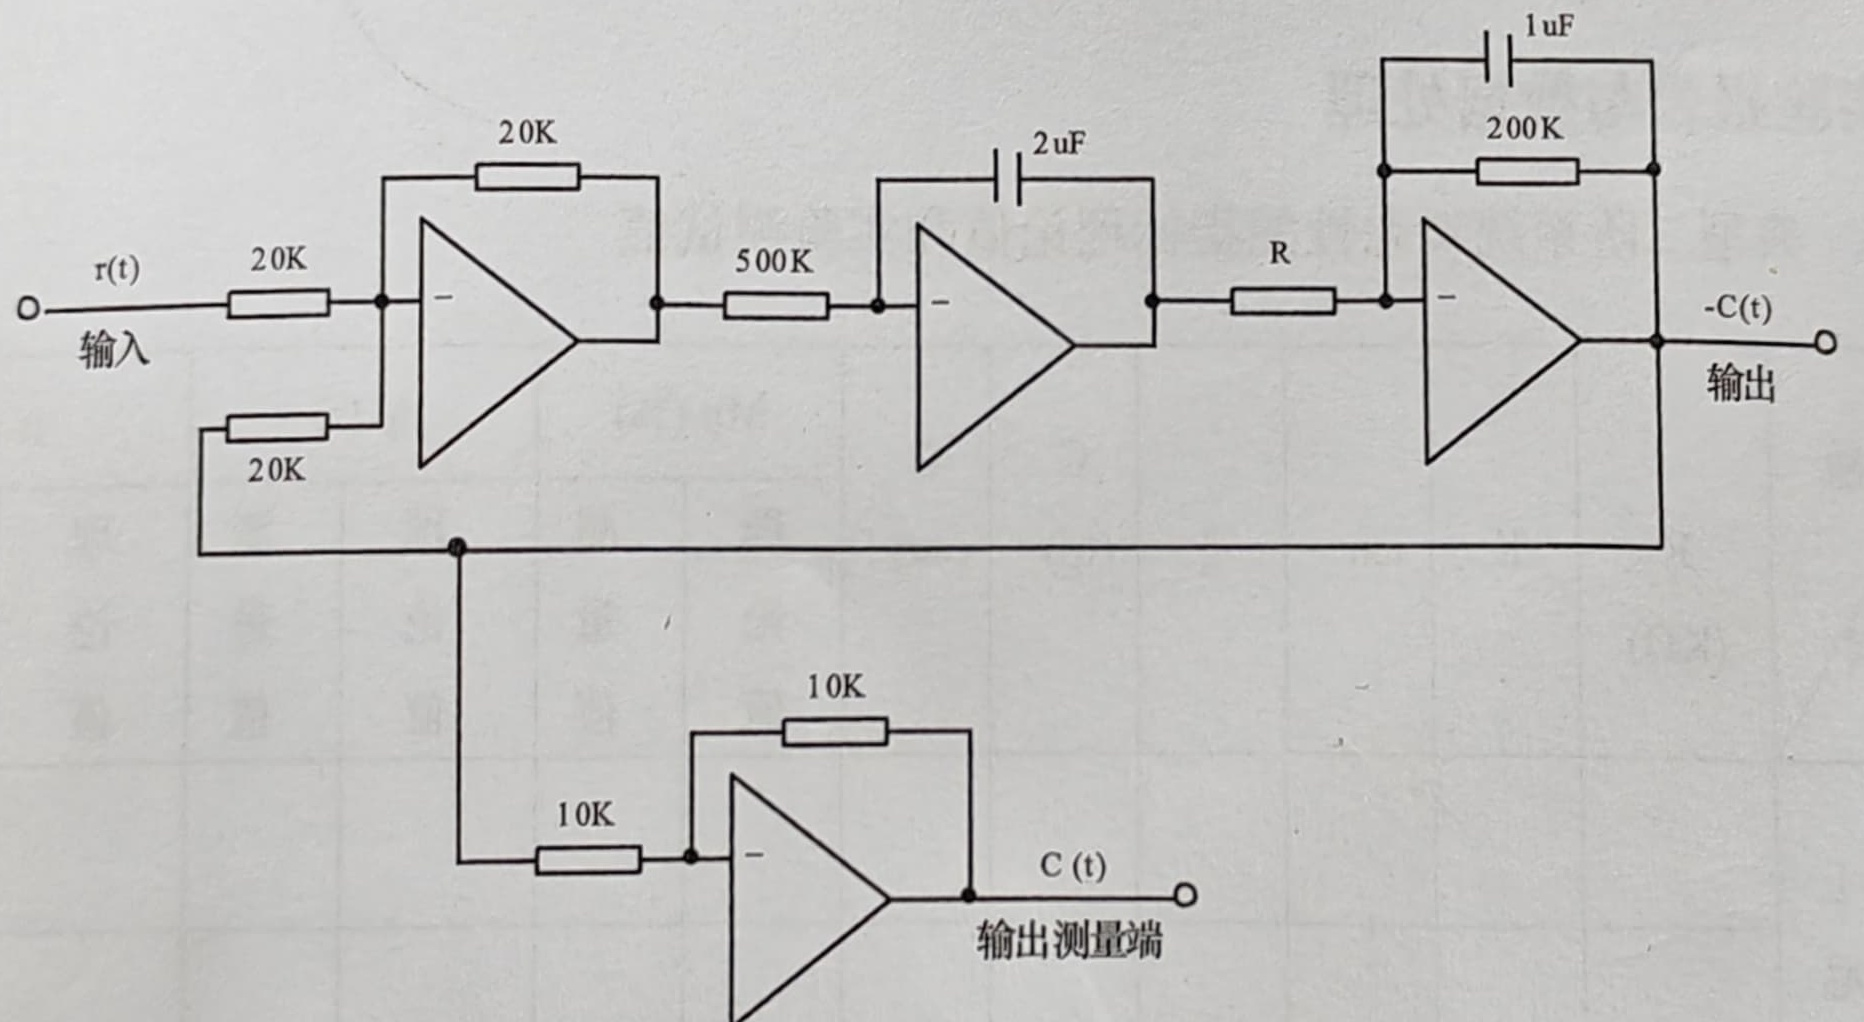 1uF
200K
20K
2uF
r(t)
20K
500K
R
-C(t)
输入
输出
20K
10K
10K
C (t)
输出测量端